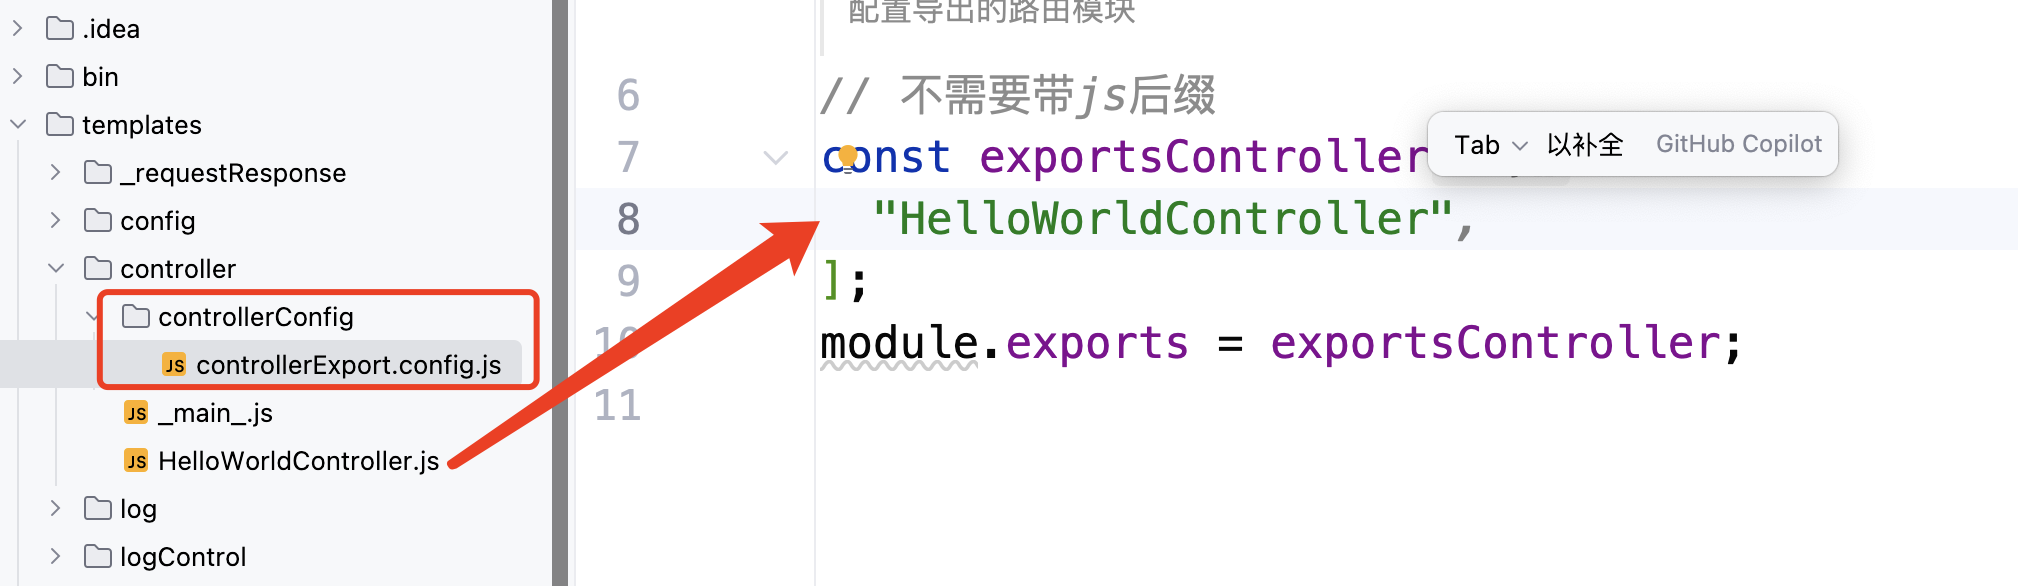 .idea
bin
templates
_requestResponse
config
controller
controllerConfig
JS controllerExport.config.js
JS _main_.js
JS HelloWorldController.js
log
logControl
配置导出的路由模块
6 // 不需要带js后缀
7 const exportsController
Tab 以补全 GitHub Copilot
8 "HelloWorldController",
9 ];
10 module.exports = exportsController;
11